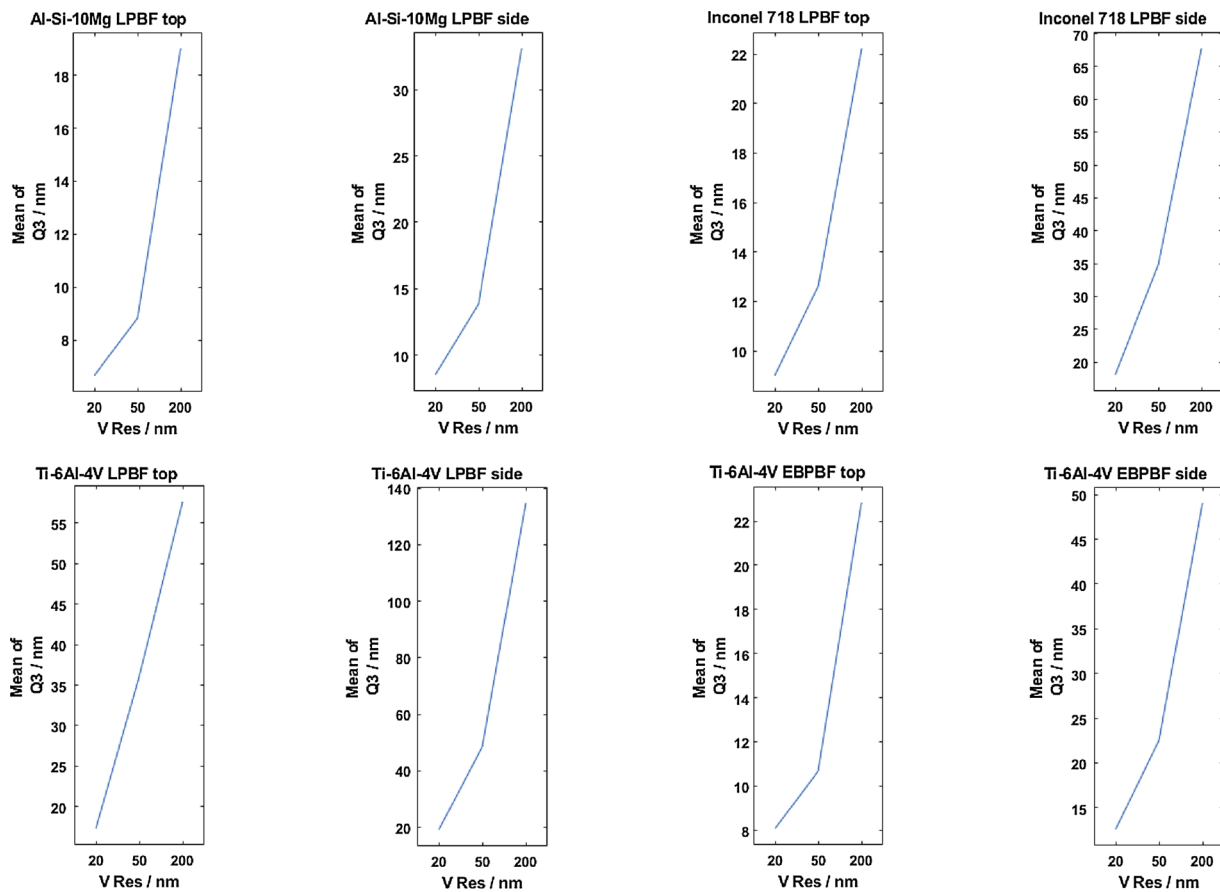 Al-Si-10Mg LPBF top
18
16
14
12
10
8
Mean of
Q3 / nm
20 50 200
V Res / nm
Al-Si-10Mg LPBF side
30
25
20
15
10
Mean of
Q3 / nm
20 50 200
V Res / nm
Inconel 718 LPBF top
22
20
18
16
14
12
10
Mean of
Q3 / nm
20 50 200
V Res / nm
Inconel 718 LPBF side
70
65
60
55
50
45
40
35
30
25
20
Mean of
Q3 / nm
20 50 200
V Res / nm
Ti-6Al-4V LPBF top
55
50
45
40
35
30
25
20
Mean of
Q3 / nm
20 50 200
V Res / nm
Ti-6Al-4V LPBF side
140
120
100
80
60
40
20
Mean of
Q3 / nm
20 50 200
V Res / nm
Ti-6Al-4V EBPBF top
22
20
18
16
14
12
10
8
Mean of
Q3 / nm
20 50 200
V Res / nm
Ti-6Al-4V EBPBF side
50
45
40
35
30
25
20
15
Mean of
Q3 / nm
20 50 200
V Res / nm